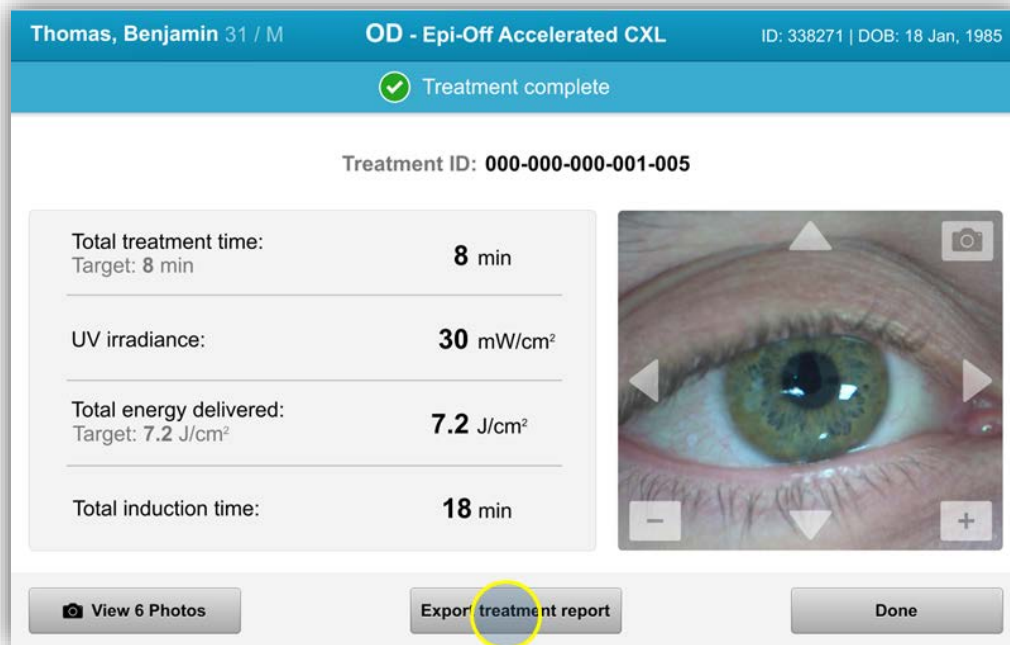 Thomas, Benjamin 31 / M OD - Epi-Off Accelerated CXL ID: 338271 | DOB: 18 Jan, 1985
Treatment complete
Treatment ID: 000-000-000-001-005
Total treatment time: 8 min
Target: 8 min
UV irradiance: 30 mW/cm²
Total energy delivered: 7.2 J/cm²
Target: 7.2 J/cm²
Total induction time: 18 min
View 6 Photos Export treatment report Done